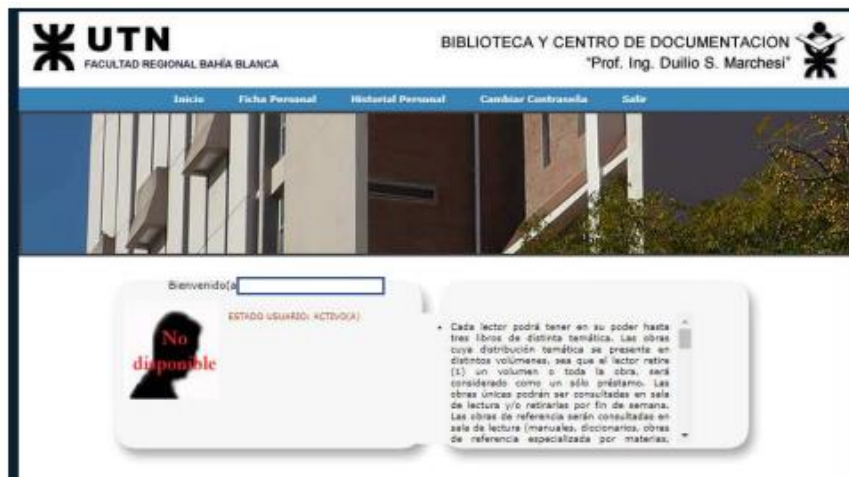 UTN
FACULTAD REGIONAL BAHÍA BLANCA
BIBLIOTECA Y CENTRO DE DOCUMENTACION
"Prof. Ing. Duilio S. Marchesi"
Inicio Ficha Personal Historial Personal Cambiar Contraseña Salir
Bienvenido(a
ESTADO USUARIO: ACTIVO(A)
No
disponible
• Cada lector podrá tener en su poder hasta
tres libros de distinta temática. Las obras
cuya distribución temática se presente en
distintos volúmenes, sea que el lector retire
(1) un volumen o toda la obra, será
considerado como un sólo préstamo. Las
obras únicas podrán ser consultadas en sala
de lectura y/o retirarlas por fin de semana.
Las obras de referencia serán consultadas en
sala de lectura (manuales, diccionarios, obras
de referencia especializada por materias,